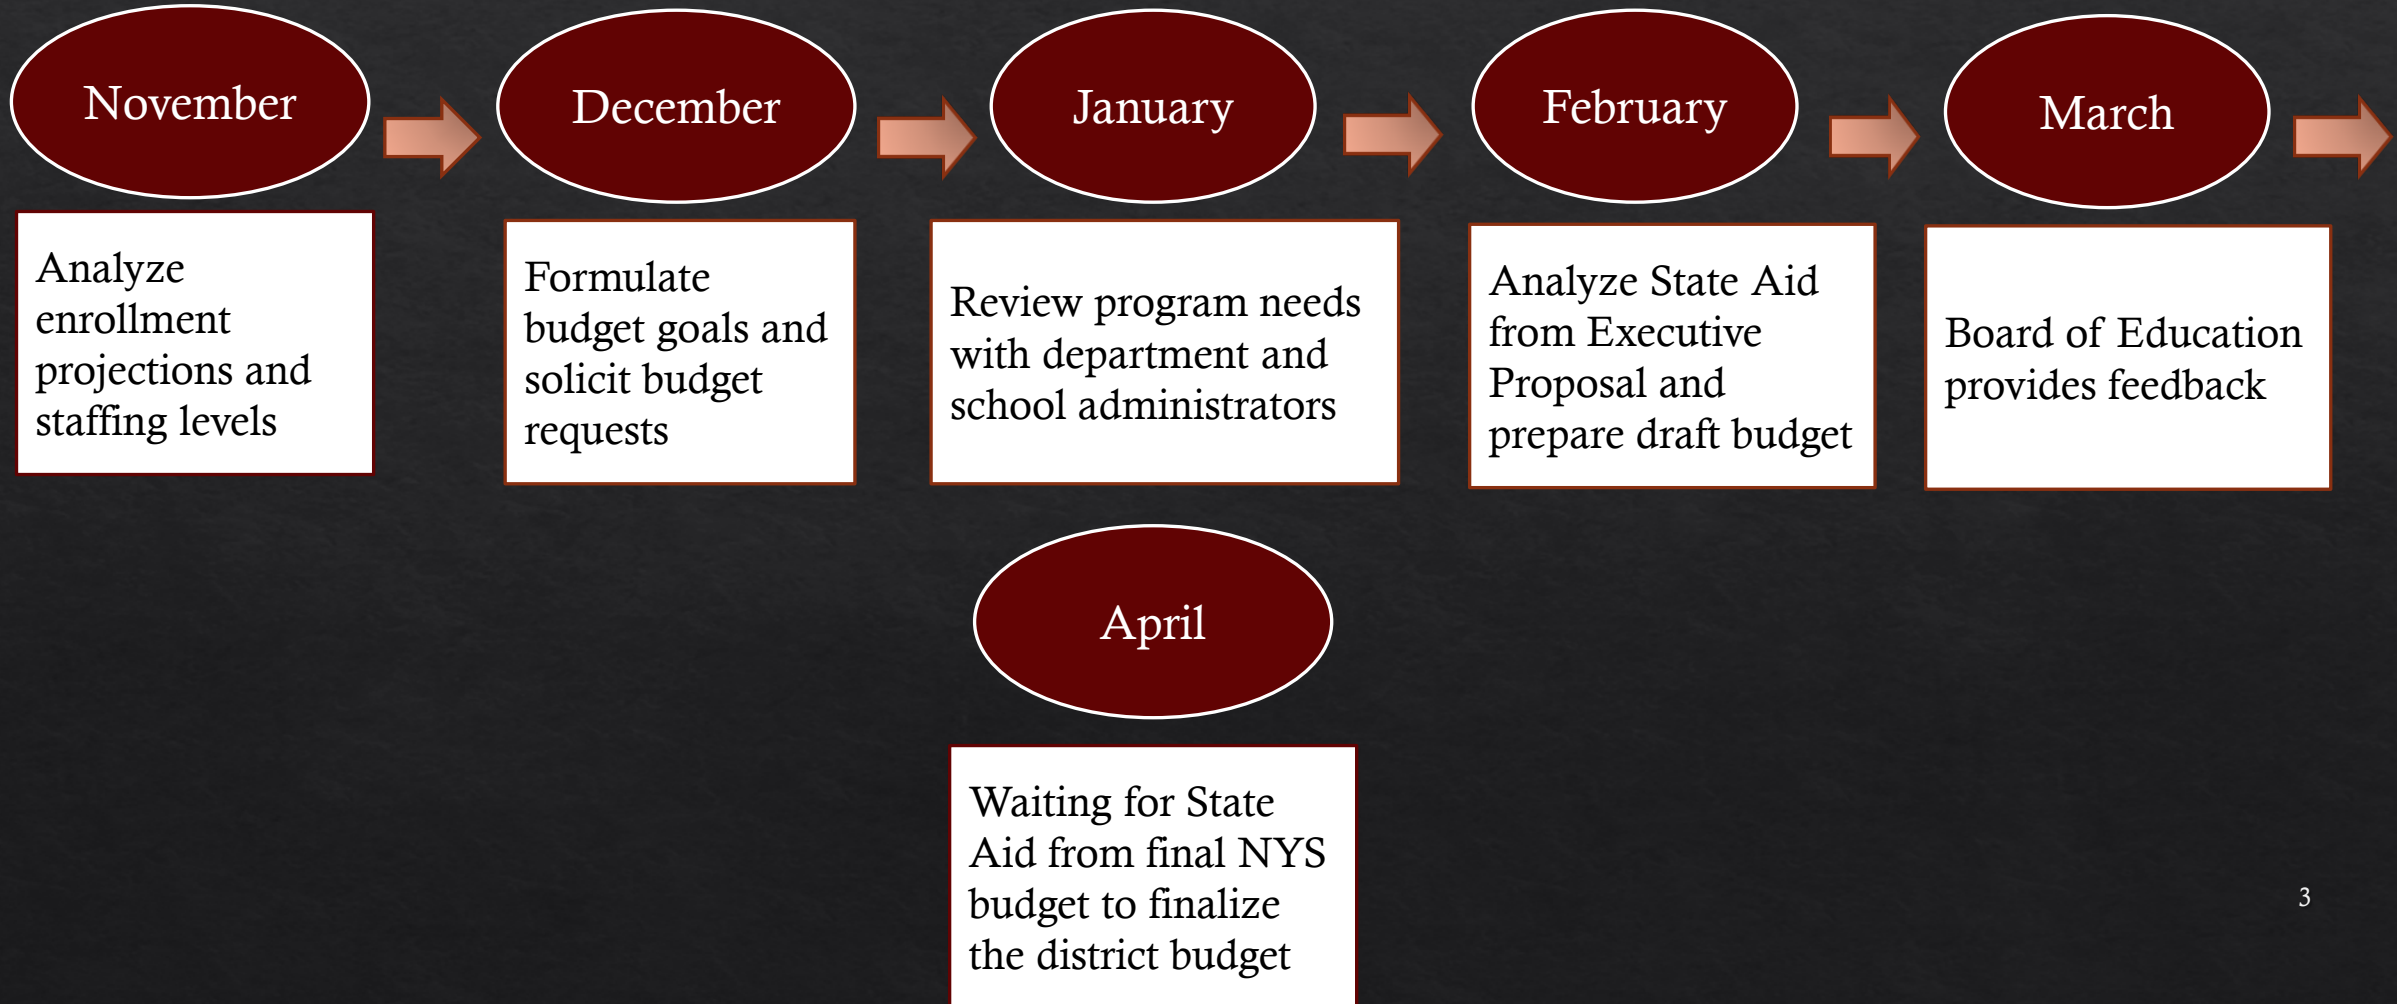 November
December
January
February
March
Analyze
enrollment
projections and
staffing levels
Formulate
budget goals and
solicit budget
requests
Review program needs
with department and
school administrators
Analyze State Aid
from Executive
Proposal and
prepare draft budget
Board of Education
provides feedback
April
Waiting for State
Aid from final NYS
budget to finalize
the district budget
3